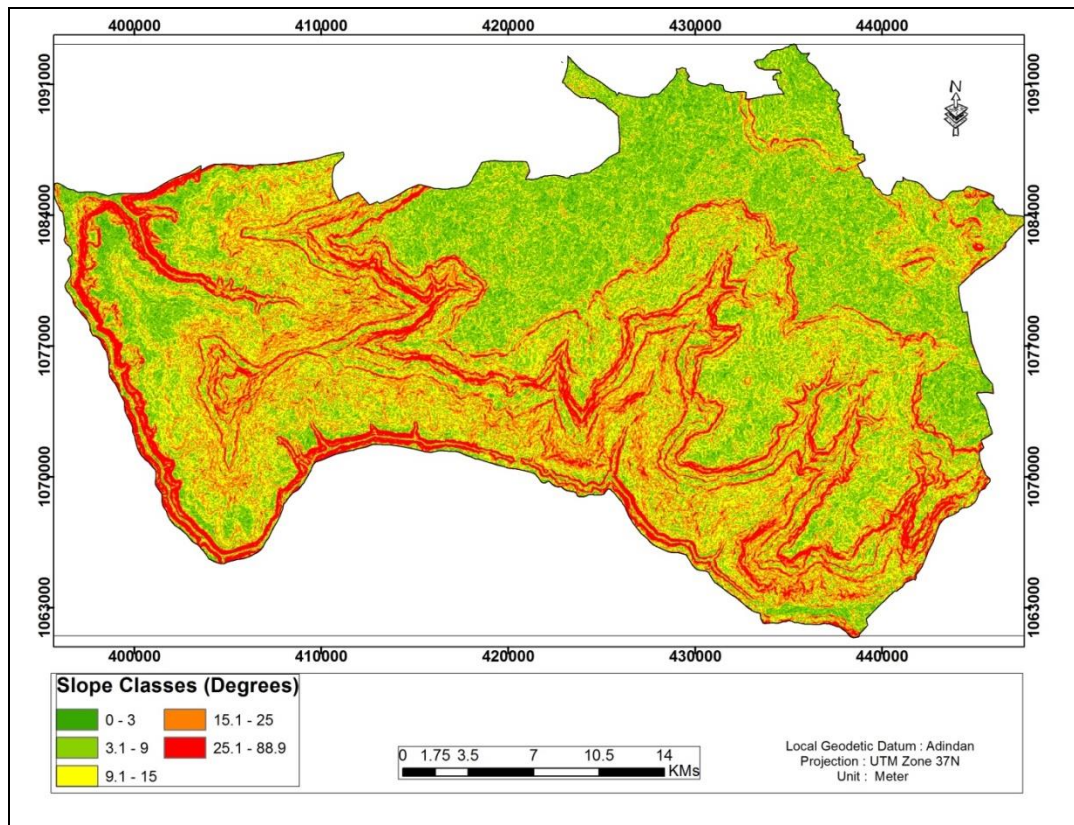 400000 410000 420000 430000 440000
N
1091000 1091000
1084000 1084000
1077000 1077000
1070000 1070000
1063000 1063000
400000 410000 420000 430000 440000
Slope Classes (Degrees)
0 - 3 15.1 - 25
3.1 - 9 25.1 - 88.9
9.1 - 15
0 1.75 3.5 7 10.5 14
KMs
Local Geodetic Datum : Adindan
Projection : UTM Zone 37N
Unit : Meter